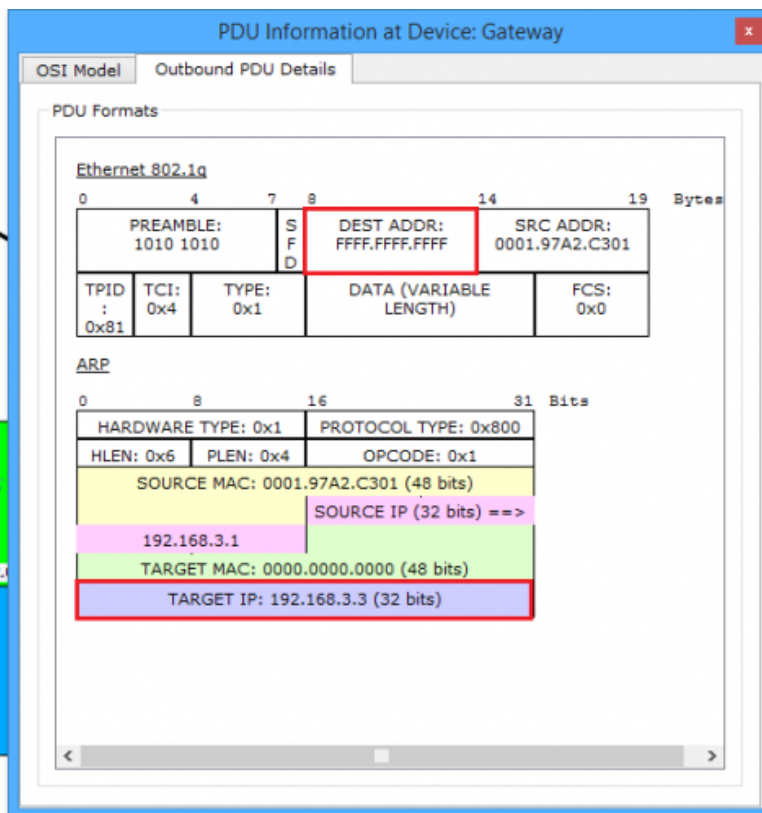 PDU Information at Device: Gateway
x
OSI Model Outbound PDU Details
PDU Formats
Ethernet 802.1q
0 4 7 8 14 19 Bytes
PREAMBLE:
1010 1010
S
F
D
DEST ADDR:
FFFF.FFFF.FFFF
SRC ADDR:
0001.97A2.C301
TPID
:
0x81
TCI:
0x4
TYPE:
0x1
DATA (VARIABLE
LENGTH)
FCS:
0x0
ARP
0 8 16 31 Bits
HARDWARE TYPE: 0x1 PROTOCOL TYPE: 0x800
HLEN: 0x6 PLEN: 0x4 OPCODE: 0x1
SOURCE MAC: 0001.97A2.C301 (48 bits)
SOURCE IP (32 bits) ==>
192.168.3.1
TARGET MAC: 0000.0000.0000 (48 bits)
TARGET IP: 192.168.3.3 (32 bits)